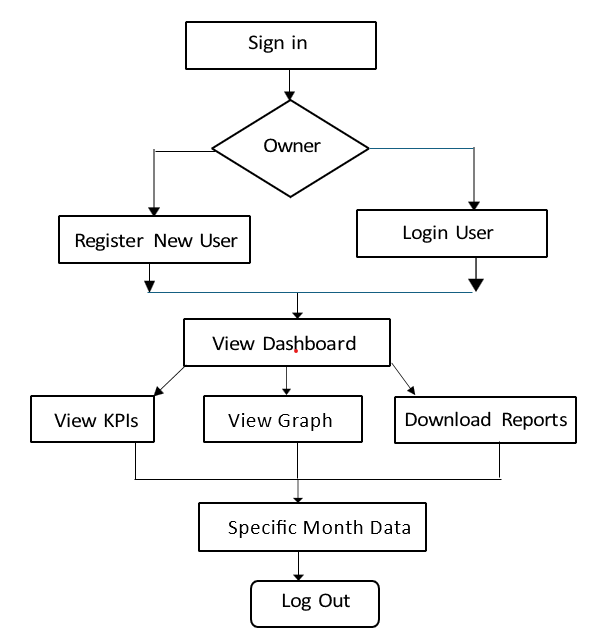 Sign in
Owner
Register New User
Login User
View Dashboard
View KPIs
View Graph
Download Reports
Specific Month Data
Log Out